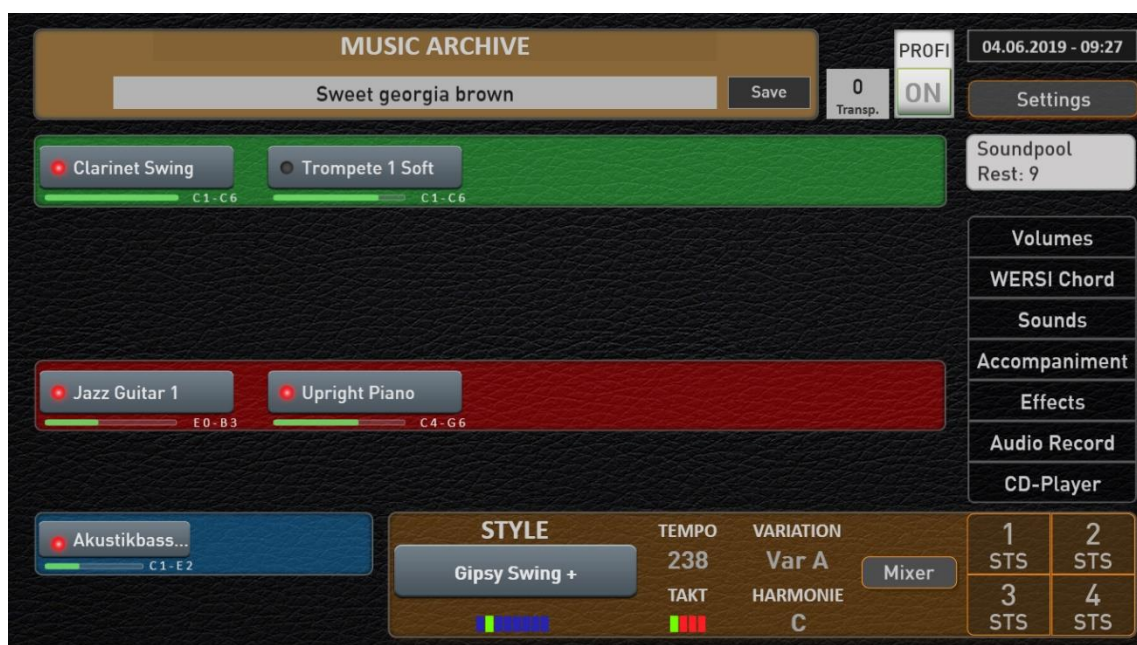 MUSIC ARCHIVE
Sweet georgia brown
Save
0
Transp.
PROFI
ON
04.06.2019 - 09:27
Settings
Clarinet Swing
C1-C6
Trompete 1 Soft
C1-C6
Soundpool
Rest: 9
Volumes
WERSI Chord
Sounds
Accompaniment
Effects
Audio Record
CD-Player
Jazz Guitar 1
E0-B3
Upright Piano
C4-G6
Akustikbass...
C1-E2
STYLE
Gipsy Swing +
TEMPO
238
TAKT
VARIATION
Var A
HARMONIE
C
Mixer
1
STS
2
STS
3
STS
4
STS